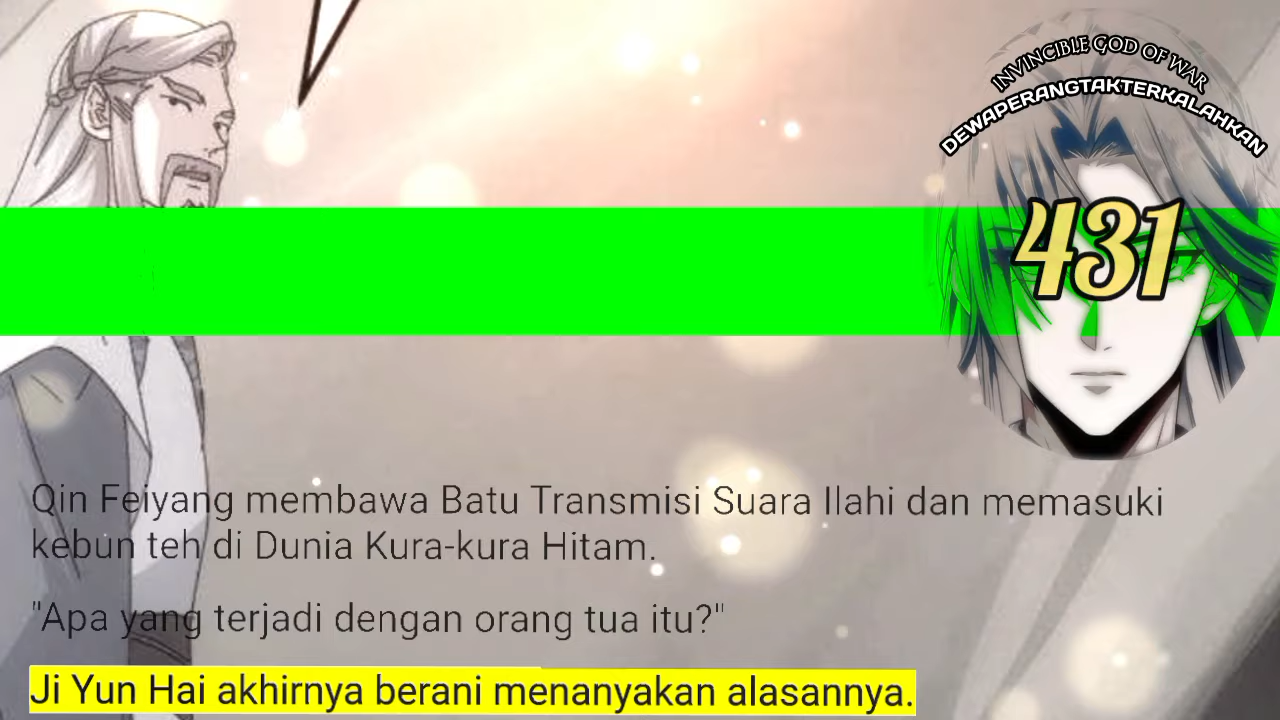 INVINCIBLE GOD OF WAR
DEWAPERANGTAKTERKALAHKAN
431
Qin Feiyang membawa Batu Transmisi Suara Ilahi dan memasuki
kebun teh di Dunia Kura-kura Hitam.
"Apa yang terjadi dengan orang tua itu?"
Ji Yun Hai akhirnya berani menanyakan alasannya.